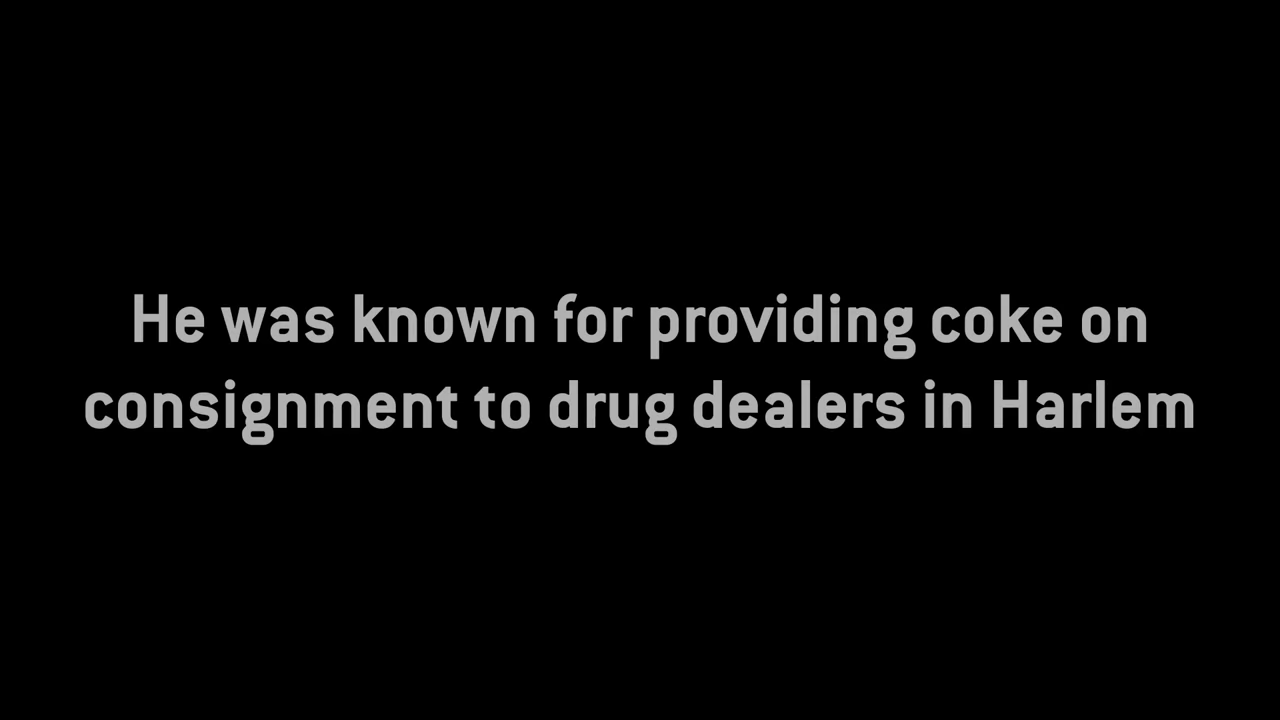 He was known for providing coke on
consignment to drug dealers in Harlem